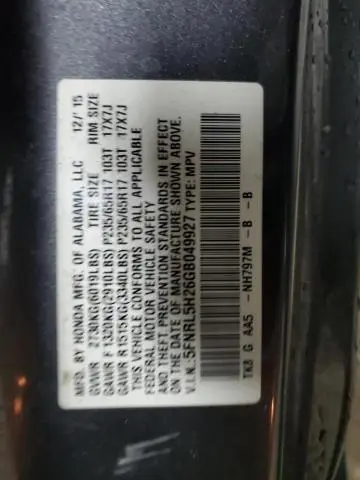 MFD. BY HONDA MFG. OF ALABAMA, LLC 12/15
GVWR 2730KG(6019LBS) TIRE SIZE RIM SIZE
GAWR F 1320KG(2910LBS) P235/65R17 103T 17X7J
GAWR R 1515KG(3340LBS) P235/65R17 103T 17X7J
THIS VEHICLE CONFORMS TO ALL APPLICABLE
FEDERAL MOTOR VEHICLE SAFETY
AND THEFT PREVENTION STANDARDS IN EFFECT
ON THE DATE OF MANUFACTURE SHOWN ABOVE.
V.I.N.: 5FNRL5H26GB049927 TYPE: MPV
TK8 G AA5 - NH797M - B - B